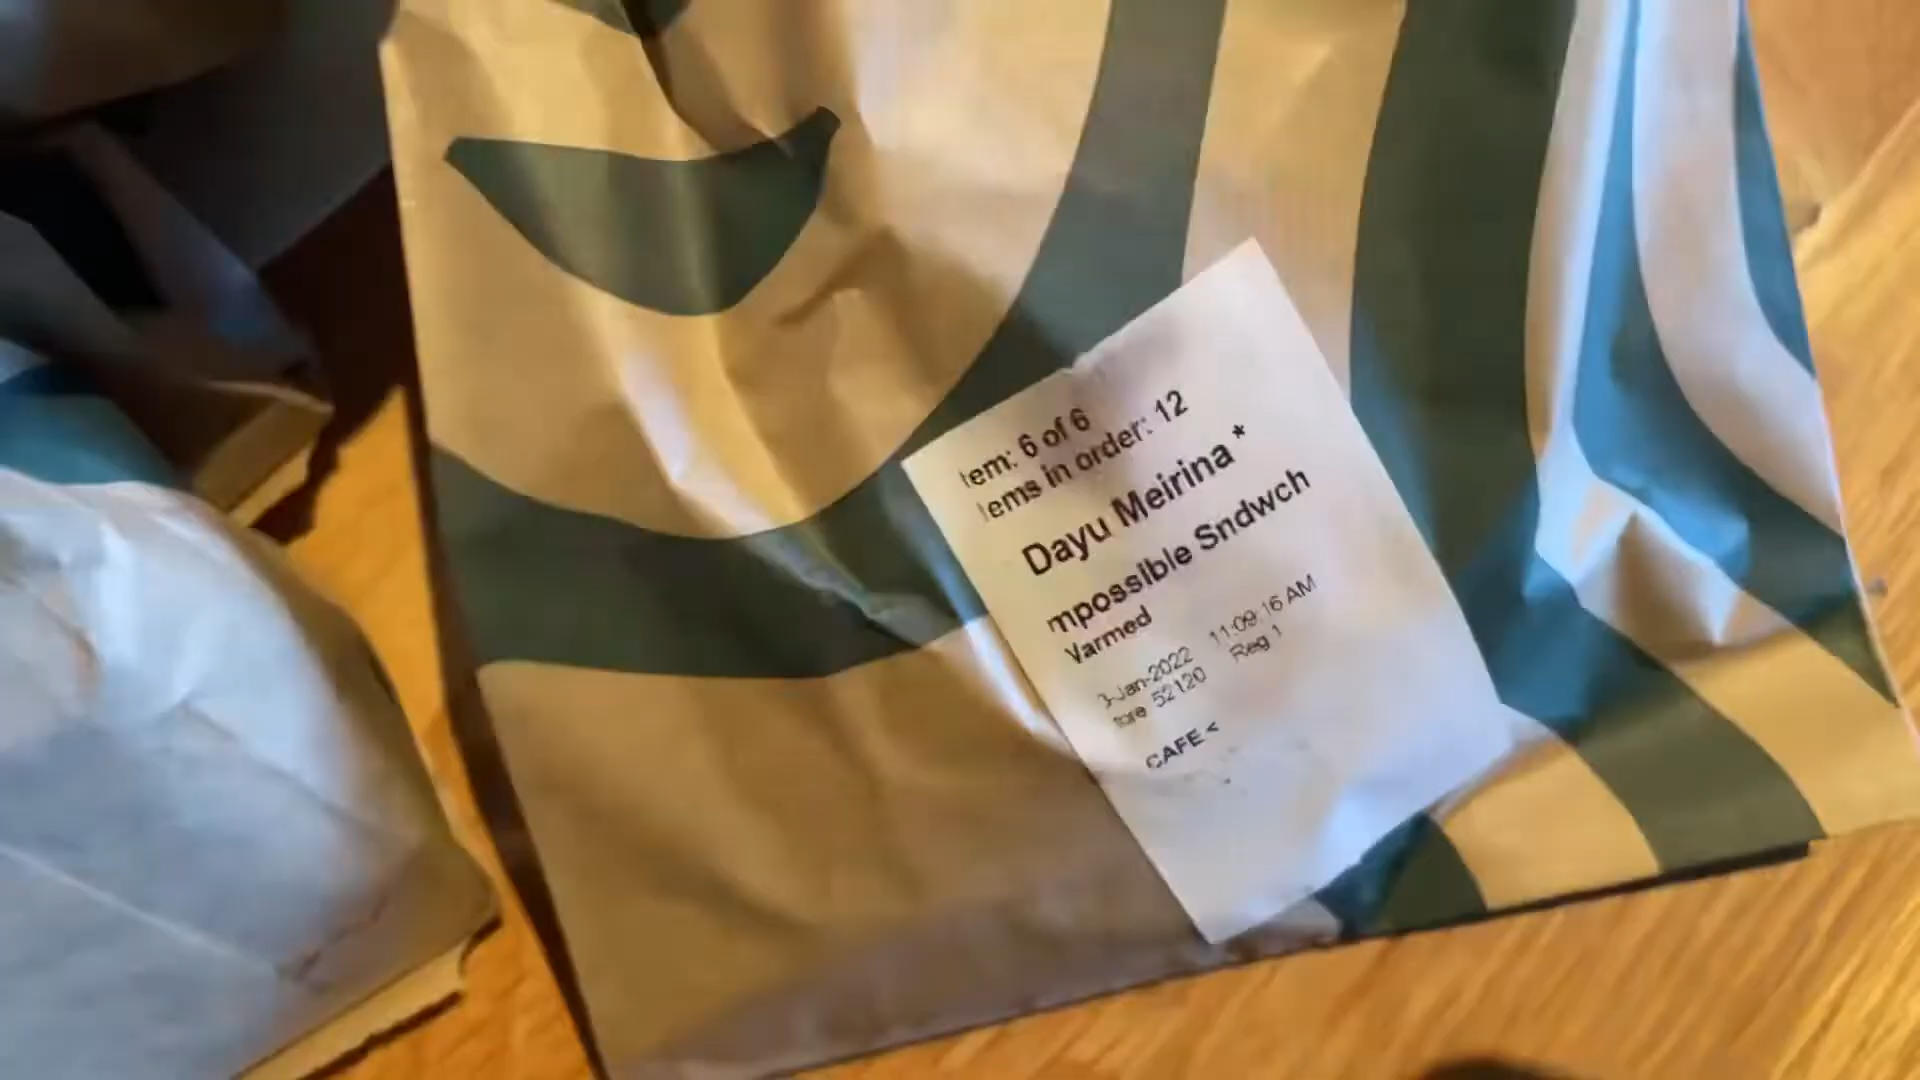 tem: 6 of 6
tems in order: 12
Dayu Meirina *
mpossible Sndwch
Varmed
3-Jan-2022 11:09:16 AM
tore 52120 Reg 1
CAFE <